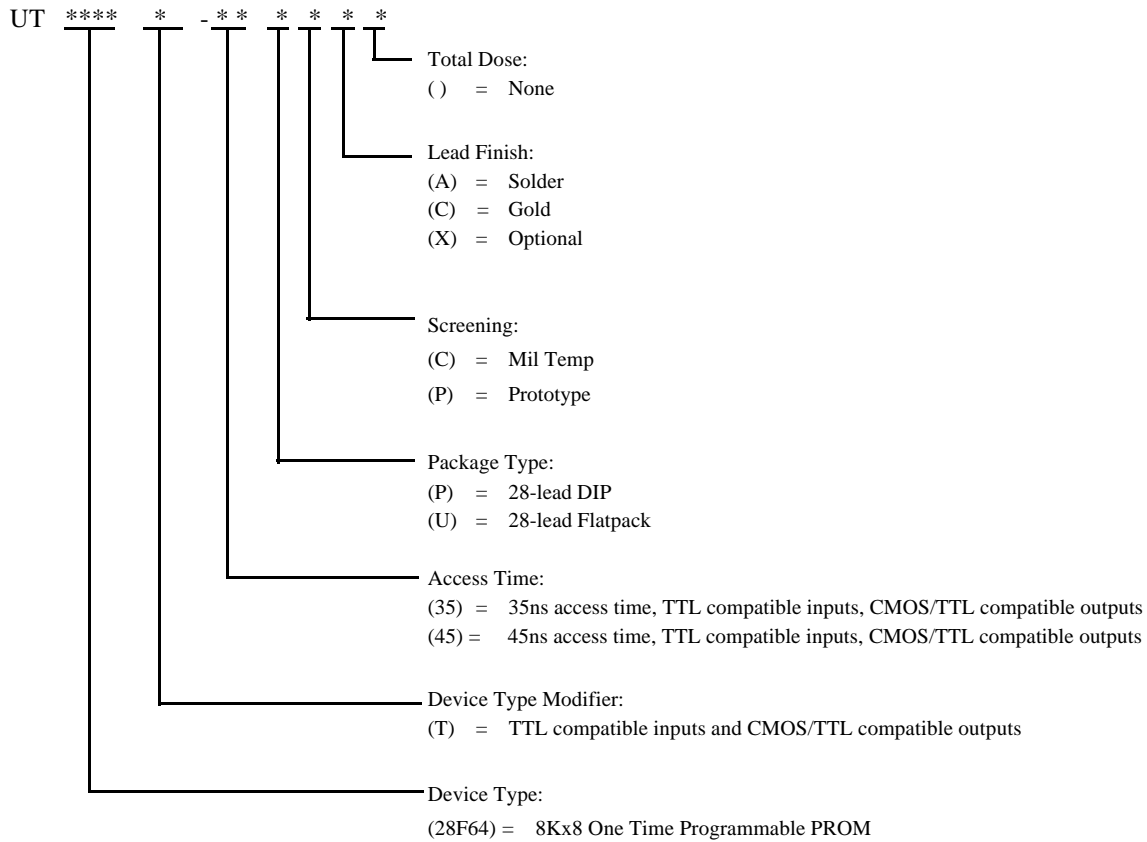 UT **** * - * * * * * *
Total Dose:
( ) = None
Lead Finish:
(A) = Solder
(C) = Gold
(X) = Optional
Screening:
(C) = Mil Temp
(P) = Prototype
Package Type:
(P) = 28-lead DIP
(U) = 28-lead Flatpack
Access Time:
(35) = 35ns access time, TTL compatible inputs, CMOS/TTL compatible outputs
(45) = 45ns access time, TTL compatible inputs, CMOS/TTL compatible outputs
Device Type Modifier:
(T) = TTL compatible inputs and CMOS/TTL compatible outputs
Device Type:
(28F64) = 8Kx8 One Time Programmable PROM